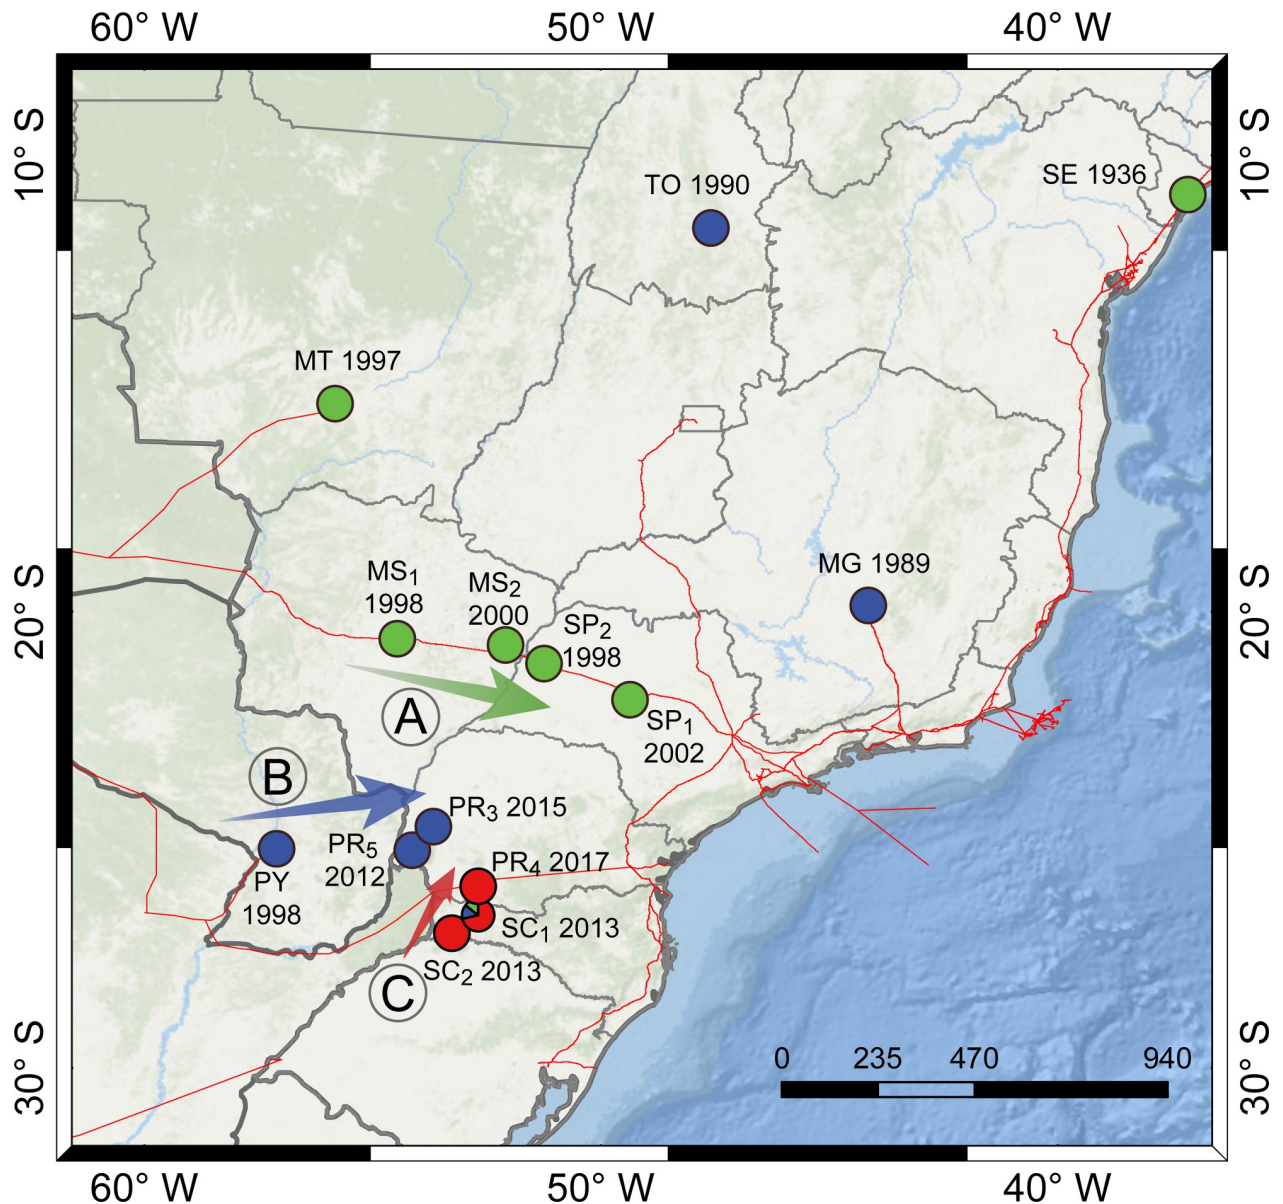 60° W 50° W 40° W
10° S
10° S
TO 1990
SE 1936
MT 1997
20° S
20° S
MS1
1998
MS2
2000
SP2
1998
MG 1989
SP1
2002
A
B
PR3 2015
PR5
2012
PY
1998
PR4 2017
SC1 2013
SC2 2013
C
30° S
30° S
0 235 470 940
60° W 50° W 40° W